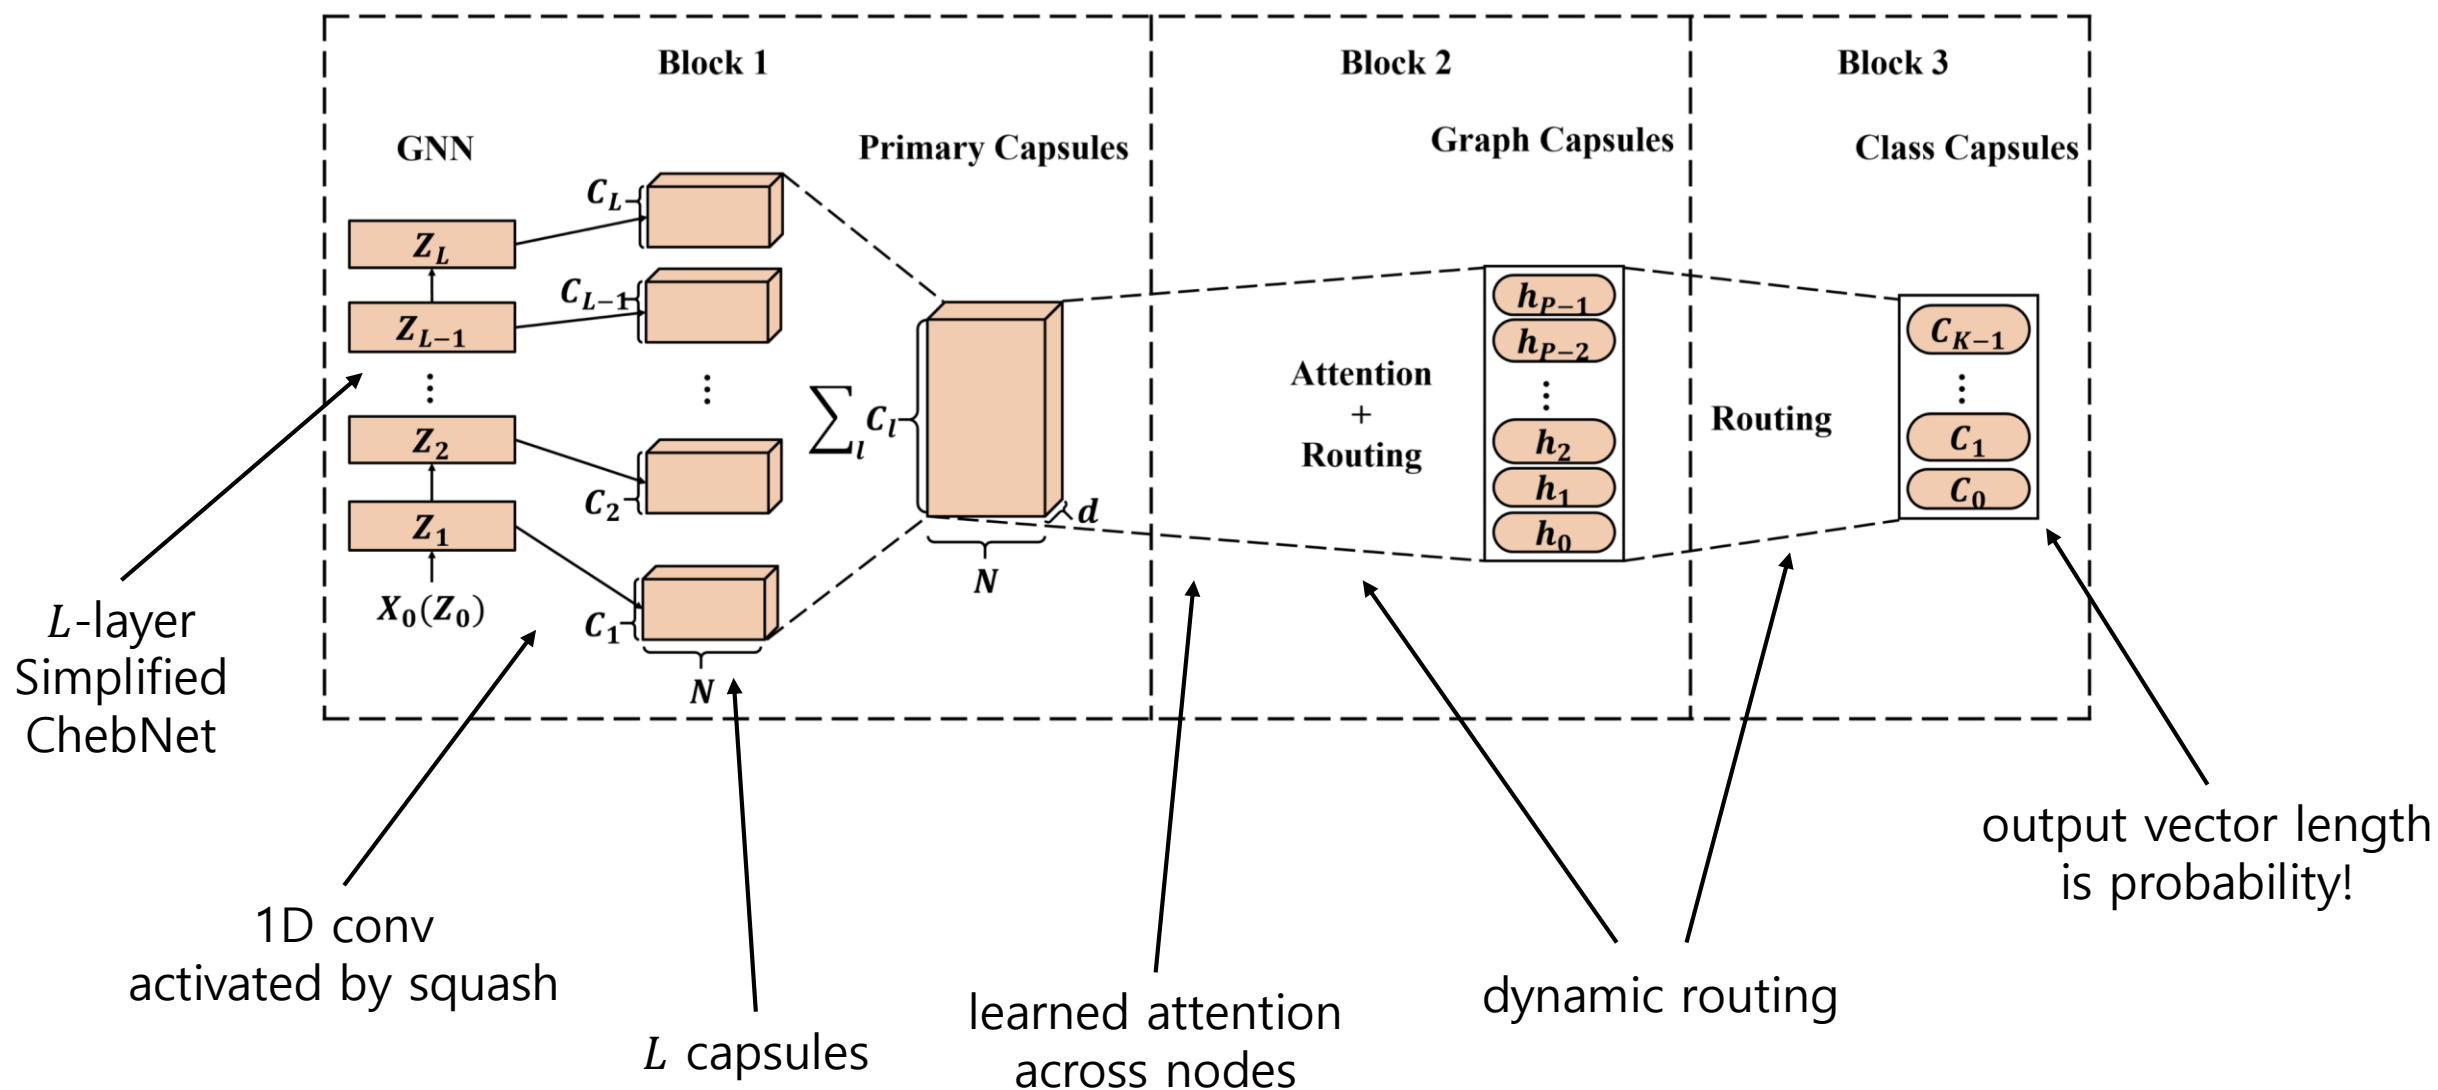 Block 1
Block 2
Block 3
GNN
Primary Capsules
Graph Capsules
Class Capsules
Z_L
Z_{L−1}
⋮
Z_2
Z_1
X_0(Z_0)
C_L
C_{L−1}
⋮
C_2
C_1
N
∑_l C_l
d
N
Attention
+
Routing
h_{P−1}
h_{P−2}
⋮
h_2
h_1
h_0
Routing
C_{K−1}
⋮
C_1
C_0
L-layer
Simplified
ChebNet
1D conv
activated by squash
L capsules
learned attention
across nodes
dynamic routing
output vector length
is probability!